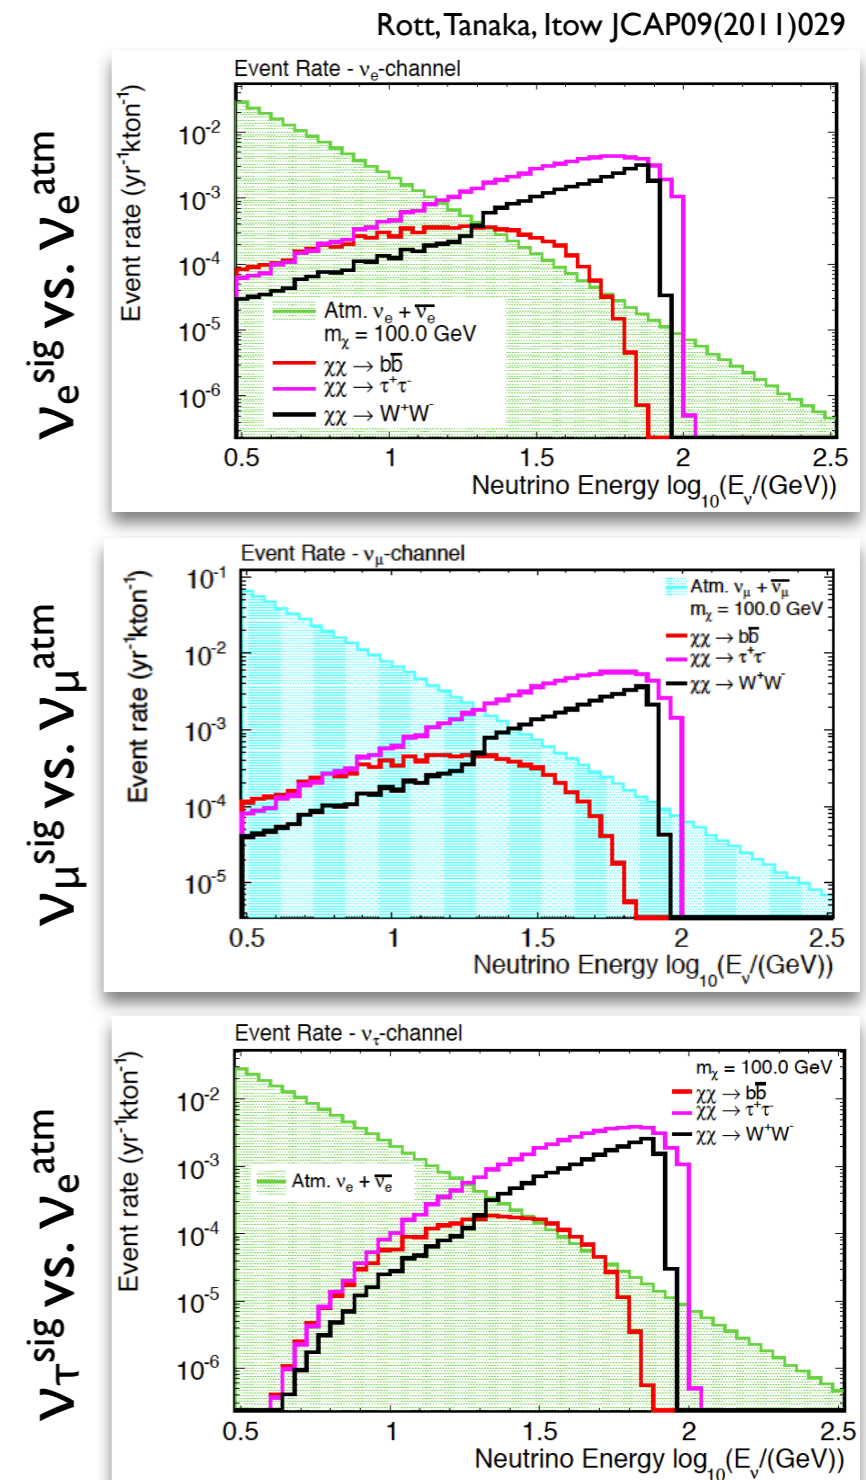 Rott, Tanaka, Itow JCAP09(2011)029
νe^sig vs. νe^atm
Event Rate - νe-channel
Event rate (yr⁻¹kton⁻¹)
10⁻²
10⁻³
10⁻⁴
10⁻⁵
10⁻⁶
Atm. νe + ν̅e
mχ = 100.0 GeV
χχ → bb̅
χχ → τ⁺τ⁻
χχ → W⁺W⁻
0.5 1 1.5 2 2.5
Neutrino Energy log₁₀(Eν/(GeV))
νμ^sig vs. νμ^atm
Event Rate - νμ-channel
Event rate (yr⁻¹kton⁻¹)
10⁻¹
10⁻²
10⁻³
10⁻⁴
10⁻⁵
Atm. νμ + ν̅μ
mχ = 100.0 GeV
χχ → bb̅
χχ → τ⁺τ⁻
χχ → W⁺W⁻
0.5 1 1.5 2 2.5
Neutrino Energy log₁₀(Eν/(GeV))
ντ^sig vs. νe^atm
Event Rate - ντ-channel
Event rate (yr⁻¹kton⁻¹)
10⁻²
10⁻³
10⁻⁴
10⁻⁵
10⁻⁶
mχ = 100.0 GeV
χχ → bb̅
χχ → τ⁺τ⁻
χχ → W⁺W⁻
Atm. νe + ν̅e
0.5 1 1.5 2 2.5
Neutrino Energy log₁₀(Eν/(GeV))